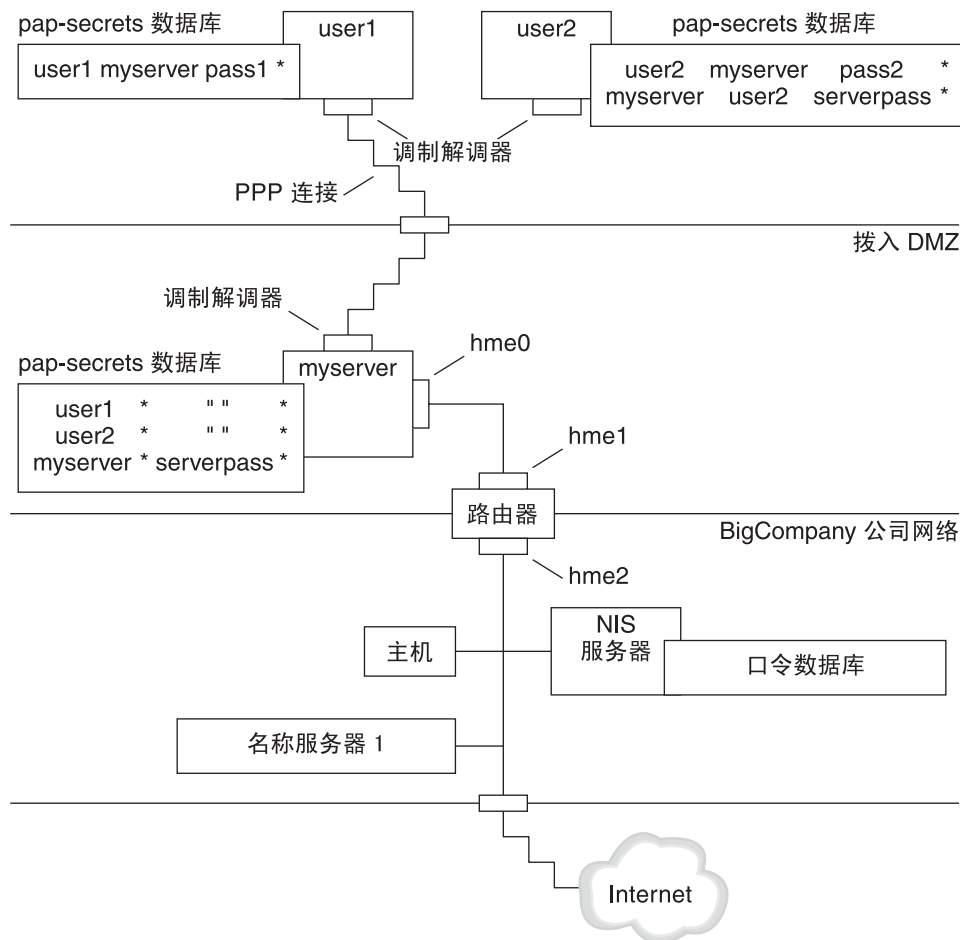 pap-secrets 数据库
user1
user2
pap-secrets 数据库
user1 myserver pass1 *
user2 myserver pass2 *
myserver user2 serverpass *
调制解调器
PPP 连接
拨入 DMZ
调制解调器
hme0
pap-secrets 数据库
myserver
user1 * " " *
user2 * " " *
myserver * serverpass *
hme1
路由器
BigCompany 公司网络
hme2
NIS
服务器
主机
口令数据库
名称服务器 1
Internet